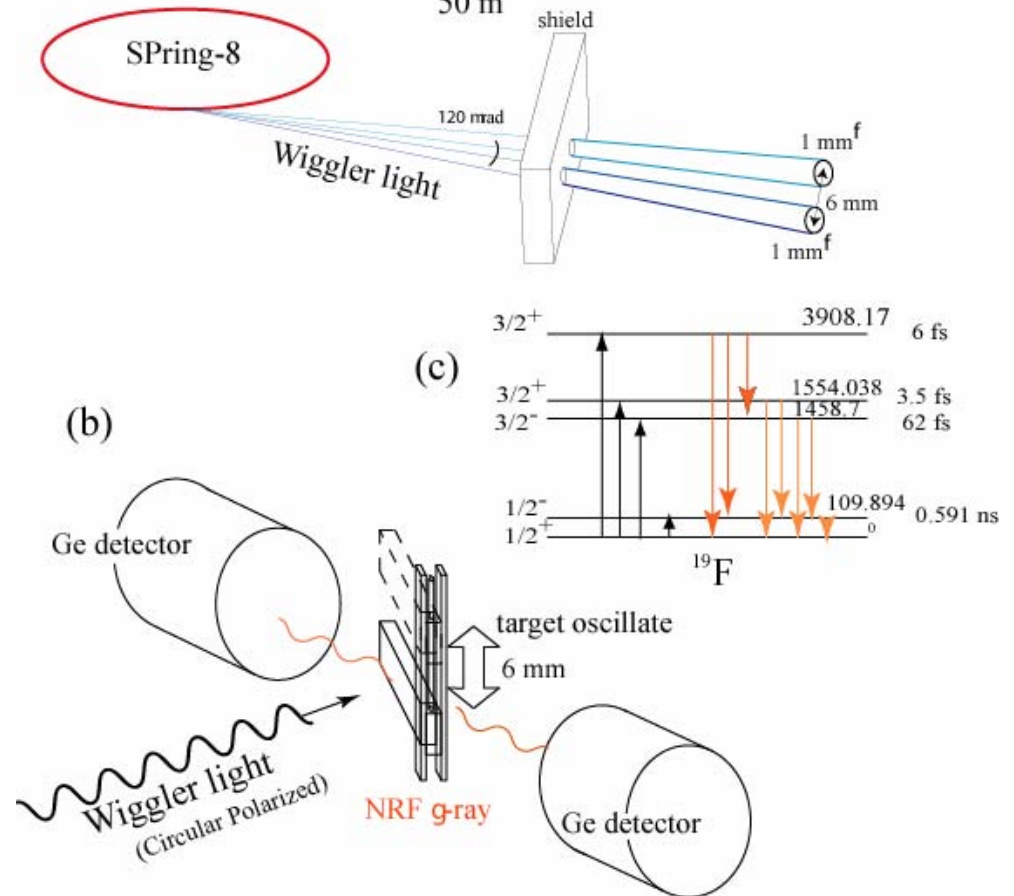 50 m
shield
SPring-8
120 mrad
Wiggler light
1 mmf
6 mm
1 mmf
(c)
3/2+ 3908.17 6 fs
3/2+ 1554.038 3.5 fs
3/2- 1458.7 62 fs
1/2- 109.894 0.591 ns
1/2+ 0
19F
(b)
Ge detector
target oscillate
6 mm
Wiggler light
(Circular Polarized)
NRF g-ray
Ge detector